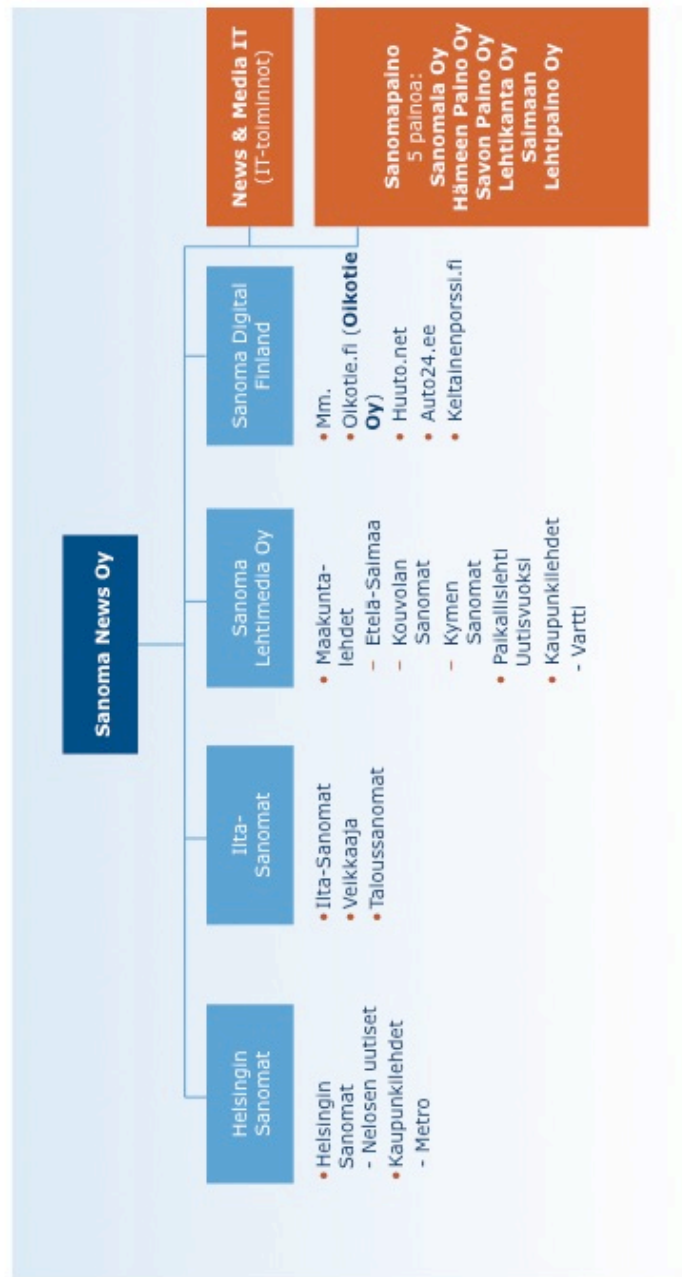 Sanoma News Oy
Helsingin
Sanomat
Ilta-
Sanomat
Sanoma
Lehtimedia Oy
Sanoma Digital
Finland
News & Media IT
(IT-toiminnot)
• Helsingin
Sanomat
- Nelosen uutiset
• Kaupunkilehdet
- Metro
• Ilta-Sanomat
• Veikkaaja
• Taloussanomat
• Maakunta-
lehdet
– Etelä-Saimaa
– Kouvolan
Sanomat
– Kymen
Sanomat
• Paikallislehti
Uutisvuoksi
• Kaupunkilehdet
- Vartti
• Mm.
• Oikotie.fi (Oikotie
Oy)
• Huuto.net
• Auto24.ee
• Keltainenporssi.fi
Sanomapaino
5 painoa:
Sanomala Oy
Hämeen Paino Oy
Savon Paino Oy
Lehtikanta Oy
Saimaan
Lehtipaino Oy